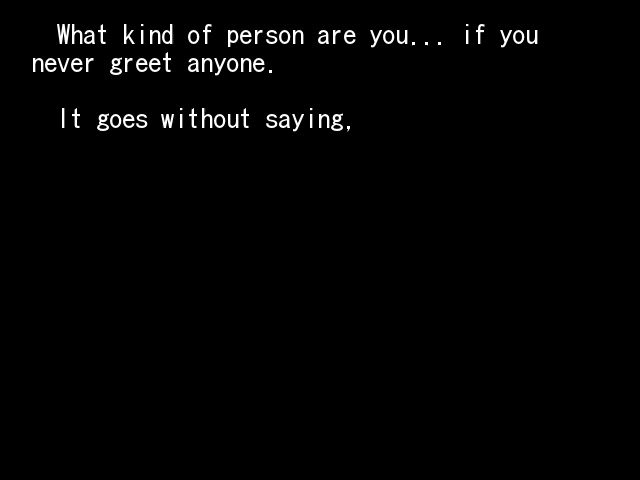 What kind of person are you... if you
never greet anyone.
It goes without saying,